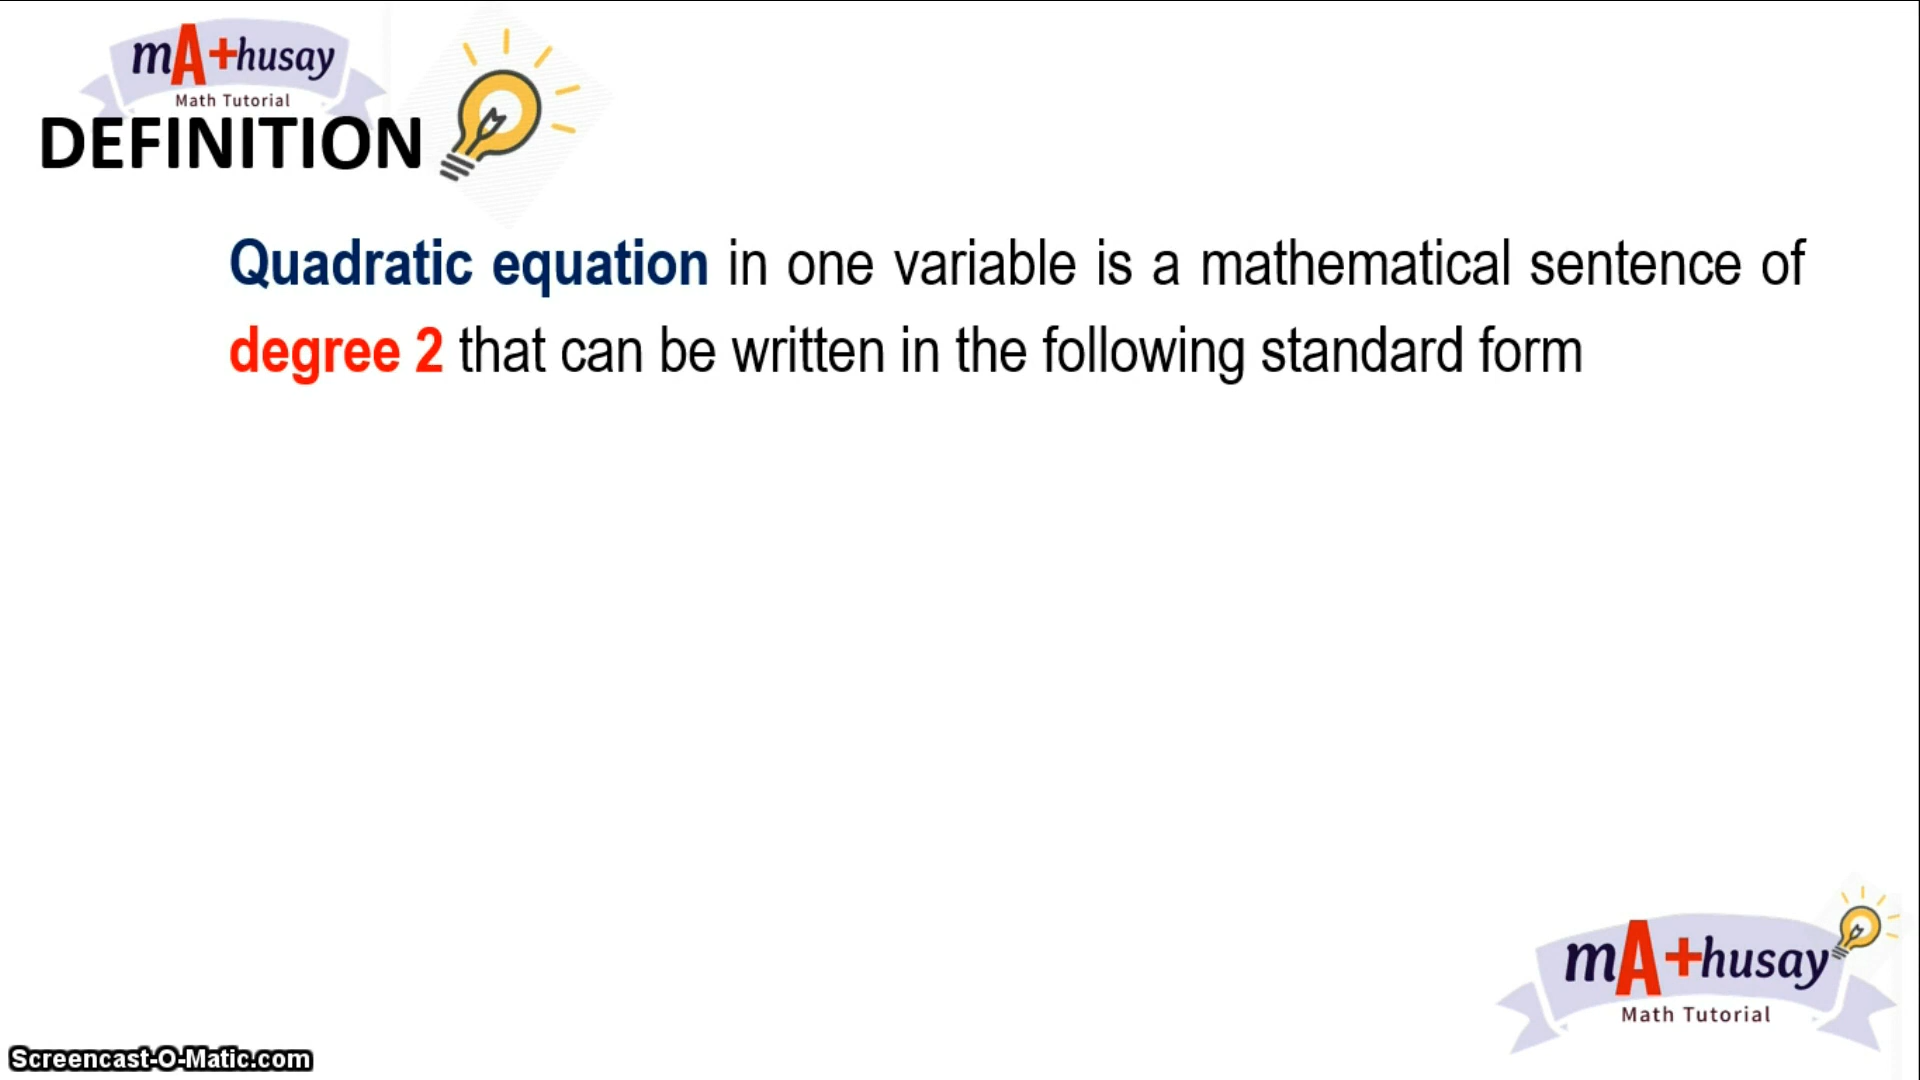 mA+husay
Math Tutorial
DEFINITION
Quadratic equation in one variable is a mathematical sentence of
degree 2 that can be written in the following standard form
mA+husay
Math Tutorial
Screencast-O-Matic.com